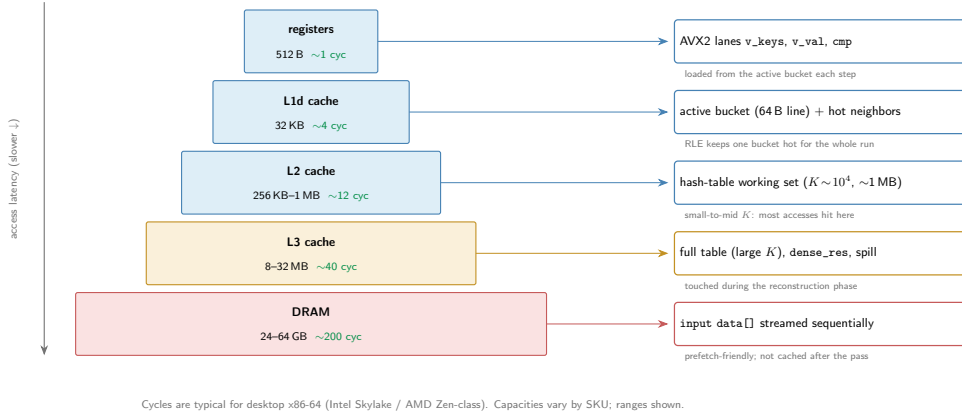 registers
512 B ~1 cyc
AVX2 lanes v_keys, v_val, cmp
loaded from the active bucket each step
L1d cache
32 KB ~4 cyc
active bucket (64 B line) + hot neighbors
RLE keeps one bucket hot for the whole run
L2 cache
256 KB–1 MB ~12 cyc
hash-table working set (K∼10⁴, ∼1 MB)
small-to-mid K: most accesses hit here
L3 cache
8–32 MB ~40 cyc
full table (large K), dense_res, spill
touched during the reconstruction phase
DRAM
24–64 GB ~200 cyc
input data[] streamed sequentially
prefetch-friendly; not cached after the pass
access latency (slower ↓)
Cycles are typical for desktop x86-64 (Intel Skylake / AMD Zen-class). Capacities vary by SKU; ranges shown.